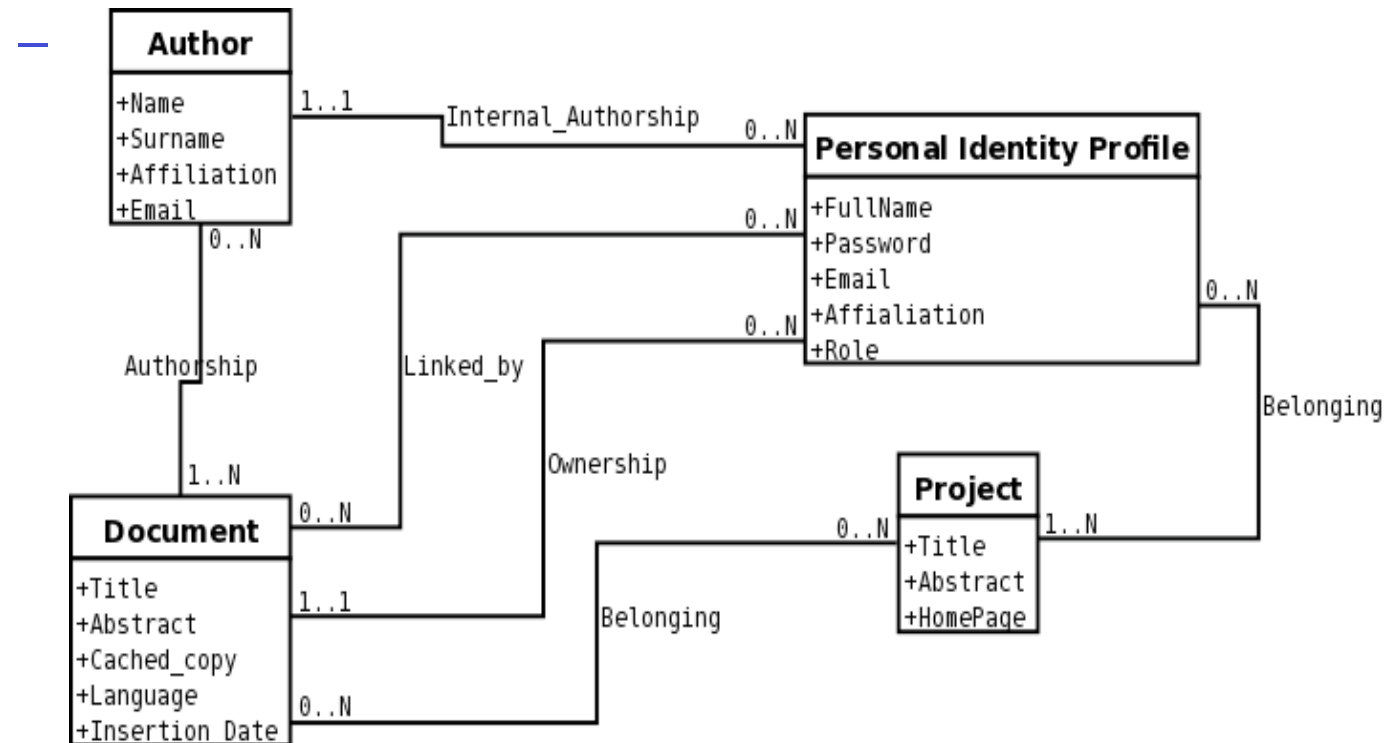 Author
+Name
+Surname
+Affiliation
+Email
1..1
Internal_Authorship
0..N
Personal Identity Profile
+FullName
+Password
+Email
+Affialiation
+Role
0..N
0..N
0..N
0..N
Authorship
1..N
Linked_by
Ownership
Belonging
Document
+Title
+Abstract
+Cached_copy
+Language
+Insertion_Date
0..N
1..1
0..N
Belonging
0..N
Project
+Title
+Abstract
+HomePage
1..N